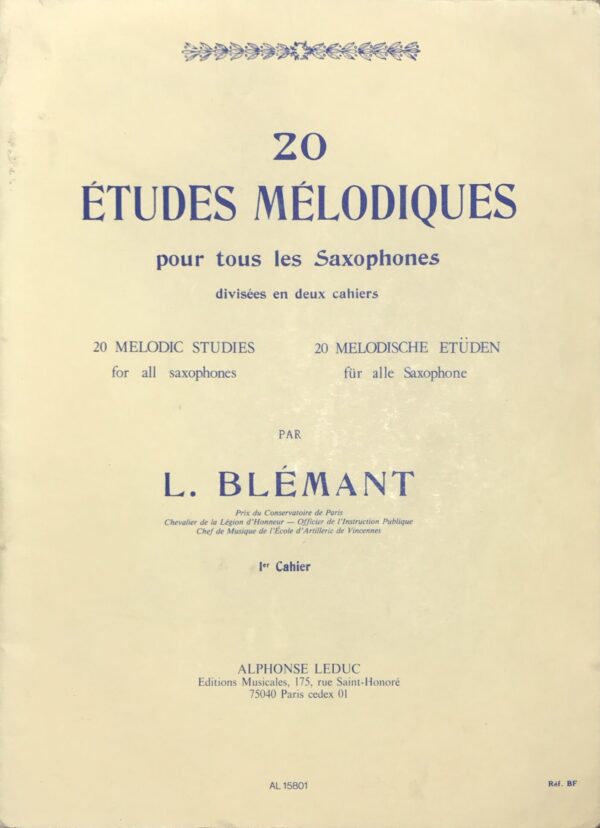 20
ÉTUDES MÉLODIQUES
pour tous les Saxophones
divisées en deux cahiers
20 MELODIC STUDIES
for all saxophones
20 MELODISCHE ETÜDEN
für alle Saxophone
PAR
L. BLÉMANT
Prix du Conservatoire de Paris
Chevalier de la Légion d'Honneur — Officier de l'Instruction Publique
Chef de Musique de l'École d'Artillerie de Vincennes
1er Cahier
ALPHONSE LEDUC
Editions Musicales, 175, rue Saint-Honoré
75040 Paris cedex 01
AL 15801
Réf. BF